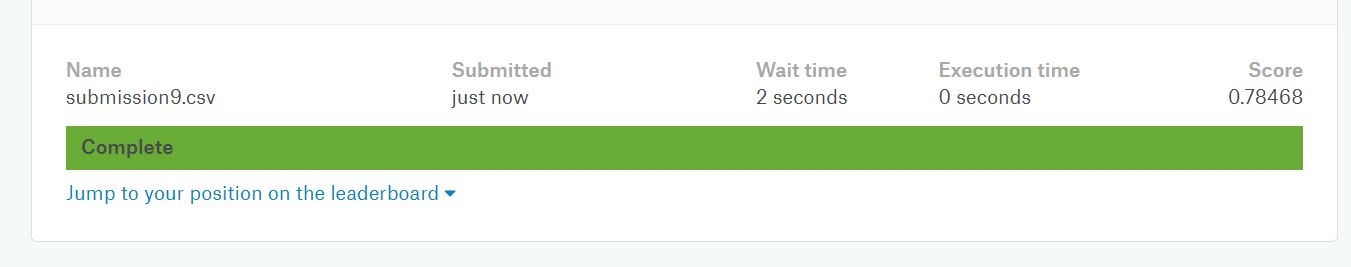 Name Submitted Wait time Execution time Score
submission9.csv just now 2 seconds 0 seconds 0.78468
Complete
Jump to your position on the leaderboard